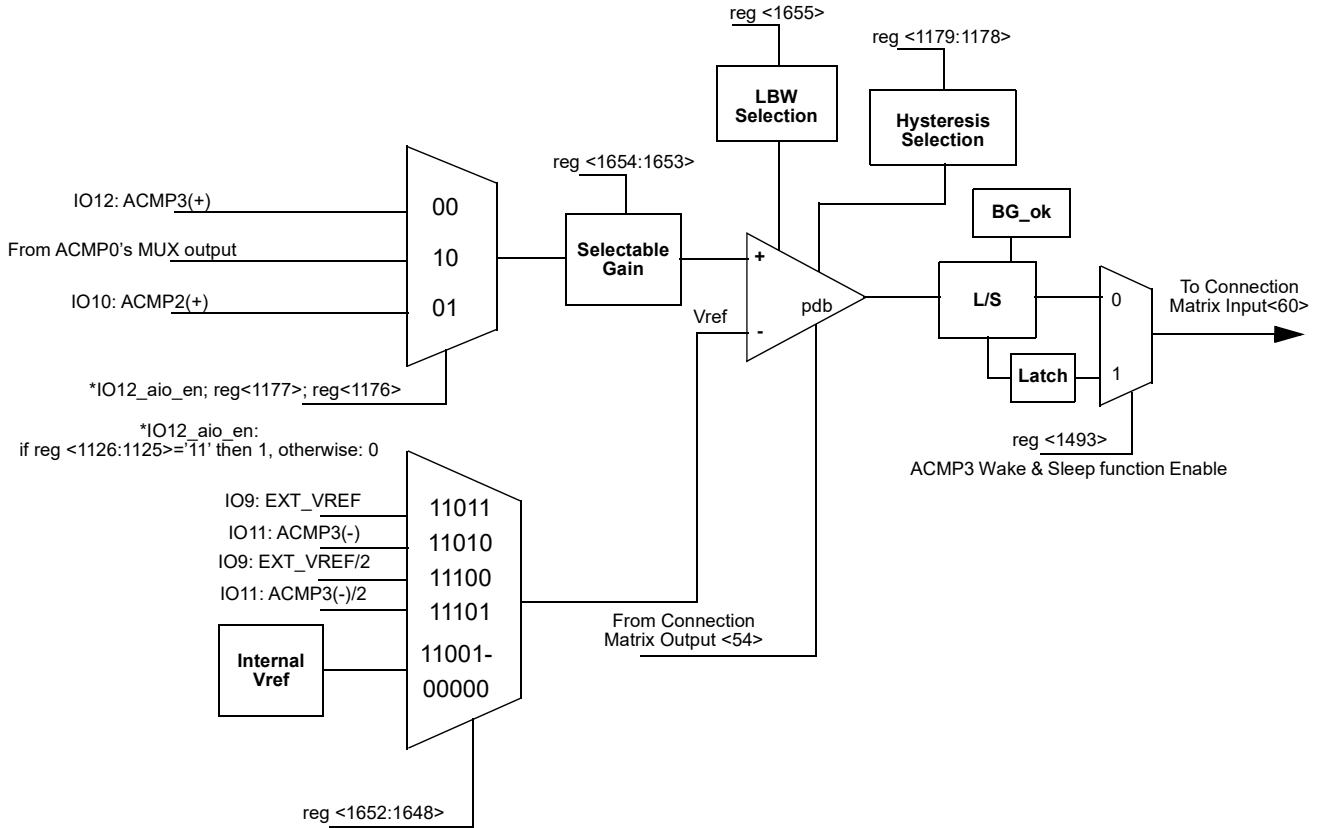 reg <1655>
reg <1179:1178>
LBW
Selection
Hysteresis
Selection
reg <1654:1653>
IO12: ACMP3(+)
00
BG_ok
From ACMP0's MUX output
10
Selectable
Gain
+
IO10: ACMP2(+)
01
L/S
0
To Connection
Matrix Input<60>
pdb
Vref
-
Latch
1
*IO12_aio_en; reg<1177>; reg<1176>
*IO12_aio_en:
if reg <1126:1125>='11' then 1, otherwise: 0
reg <1493>
ACMP3 Wake & Sleep function Enable
IO9: EXT_VREF
11011
IO11: ACMP3(-)
11010
IO9: EXT_VREF/2
11100
IO11: ACMP3(-)/2
11101
From Connection
Matrix Output <54>
Internal
Vref
11001-
00000
reg <1652:1648>